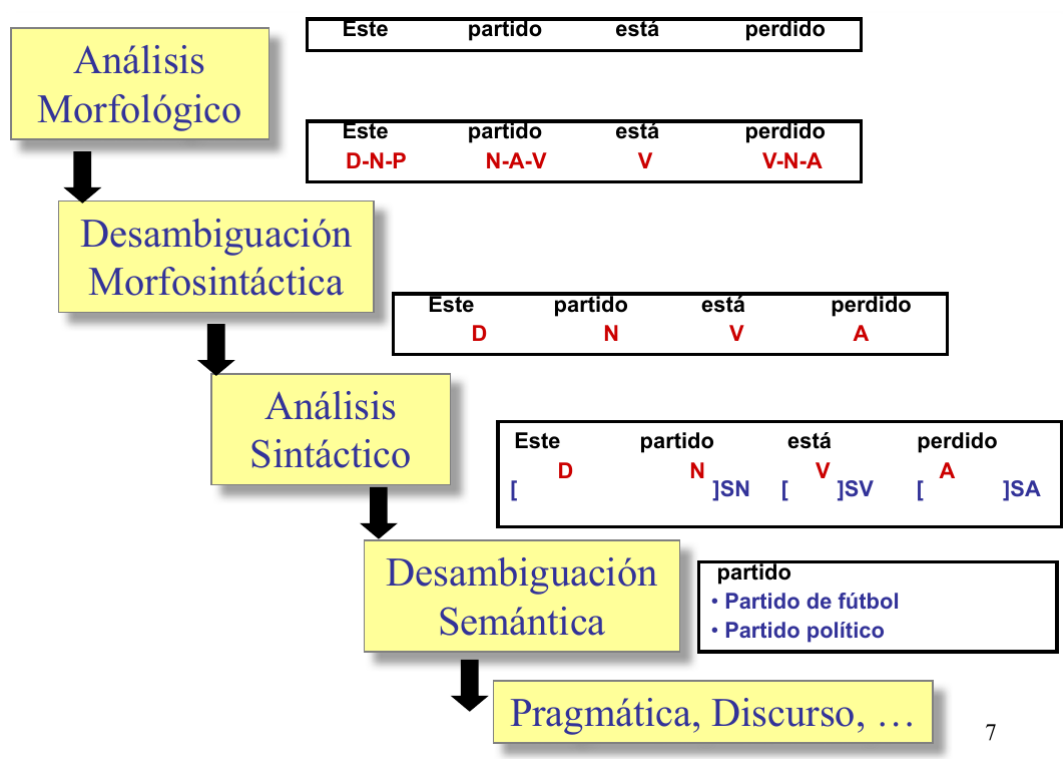 Este partido está perdido
Análisis
Morfológico
Este partido está perdido
D-N-P N-A-V V V-N-A
Desambiguación
Morfosintáctica
Este partido está perdido
D N V A
Análisis
Sintáctico
Este partido está perdido
D N V A
[ ]SN [ ]SV [ ]SA
Desambiguación
Semántica
partido
• Partido de fútbol
• Partido político
Pragmática, Discurso, …
7